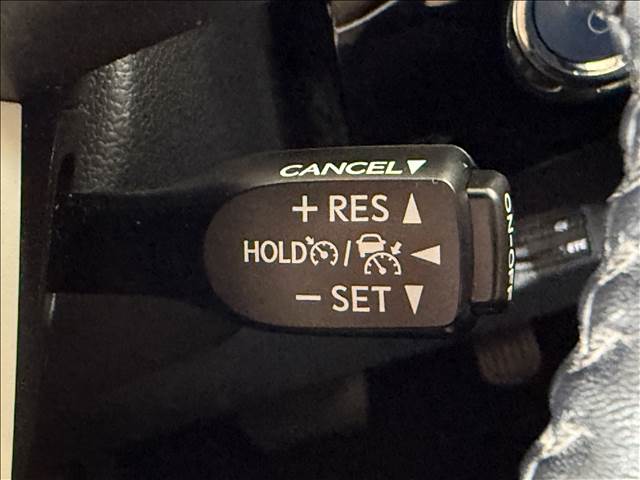 CANCEL▼
+ RES ▲
HOLD / ◀
− SET ▼
ON-OFF